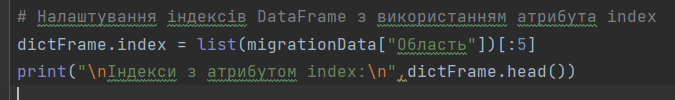 # Налаштування індексів DataFrame з використанням атрибута index
dictFrame.index = list(migrationData["Область"])[:5]
print("\nІндекси з атрибутом index:\n",dictFrame.head())